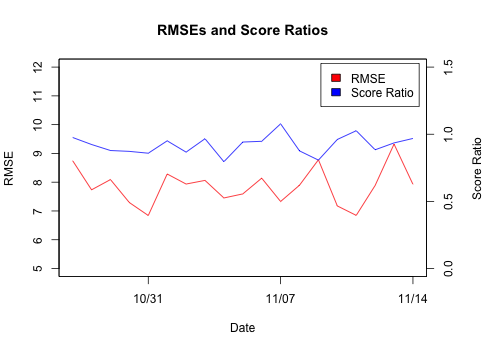 RMSEs and Score Ratios
RMSE
Score Ratio
12
11
10
9
8
7
6
5
RMSE
1.5
1.0
0.5
0.0
Score Ratio
10/31
11/07
11/14
Date